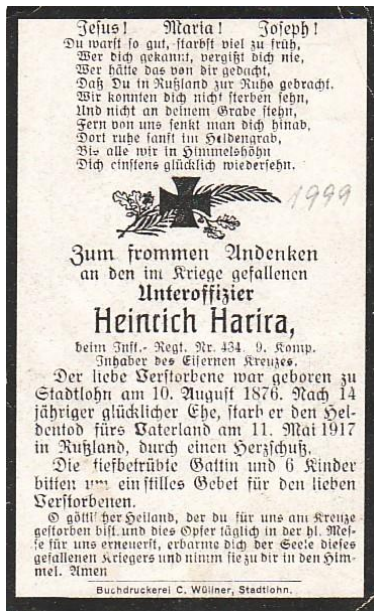 Jesus! Maria! Joseph!
Du warst so gut, starbst viel zu früh,
Wer dich gekannt, vergißt dich nie,
Wer hätte das von dir gedacht,
Daß Du in Rußland zur Ruhe gebracht.
Wir konnten dich nicht sterben sehn,
Und nicht an deinem Grabe stehn,
Fern von uns senkt man dich hinab,
Dort ruhe sanft im Heldengrab,
Bis alle wir in Himmelshöhn
Dich einstens glücklich wiedersehn.
1999
Zum frommen Andenken
an den im Kriege gefallenen
Unteroffizier
Heinrich Harira,
beim Inft.- Regt. Nr. 434. 9. Komp.
Inhaber des Eisernen Kreuzes.
Der liebe Verstorbene war geboren zu
Stadtlohn am 10. August 1876. Nach 14
jähriger glücklicher Ehe, starb er den Hel-
dentod fürs Vaterland am 11. Mai 1917
in Rußland, durch einen Herzschuß.
Die tiefbetrübte Gattin und 6 Kinder
bitten um ein stilles Gebet für den lieben
Verstorbenen.
O göttlicher Heiland, der du für uns am Kreuze
gestorben bist und dies Opfer täglich in der hl. Mes-
se für uns erneuerst, erbarme dich der Seele dieses
gefallenen Kriegers und nimm sie zu dir in den Him-
mel. Amen
Buchdruckerei C. Wüllner, Stadtlohn.